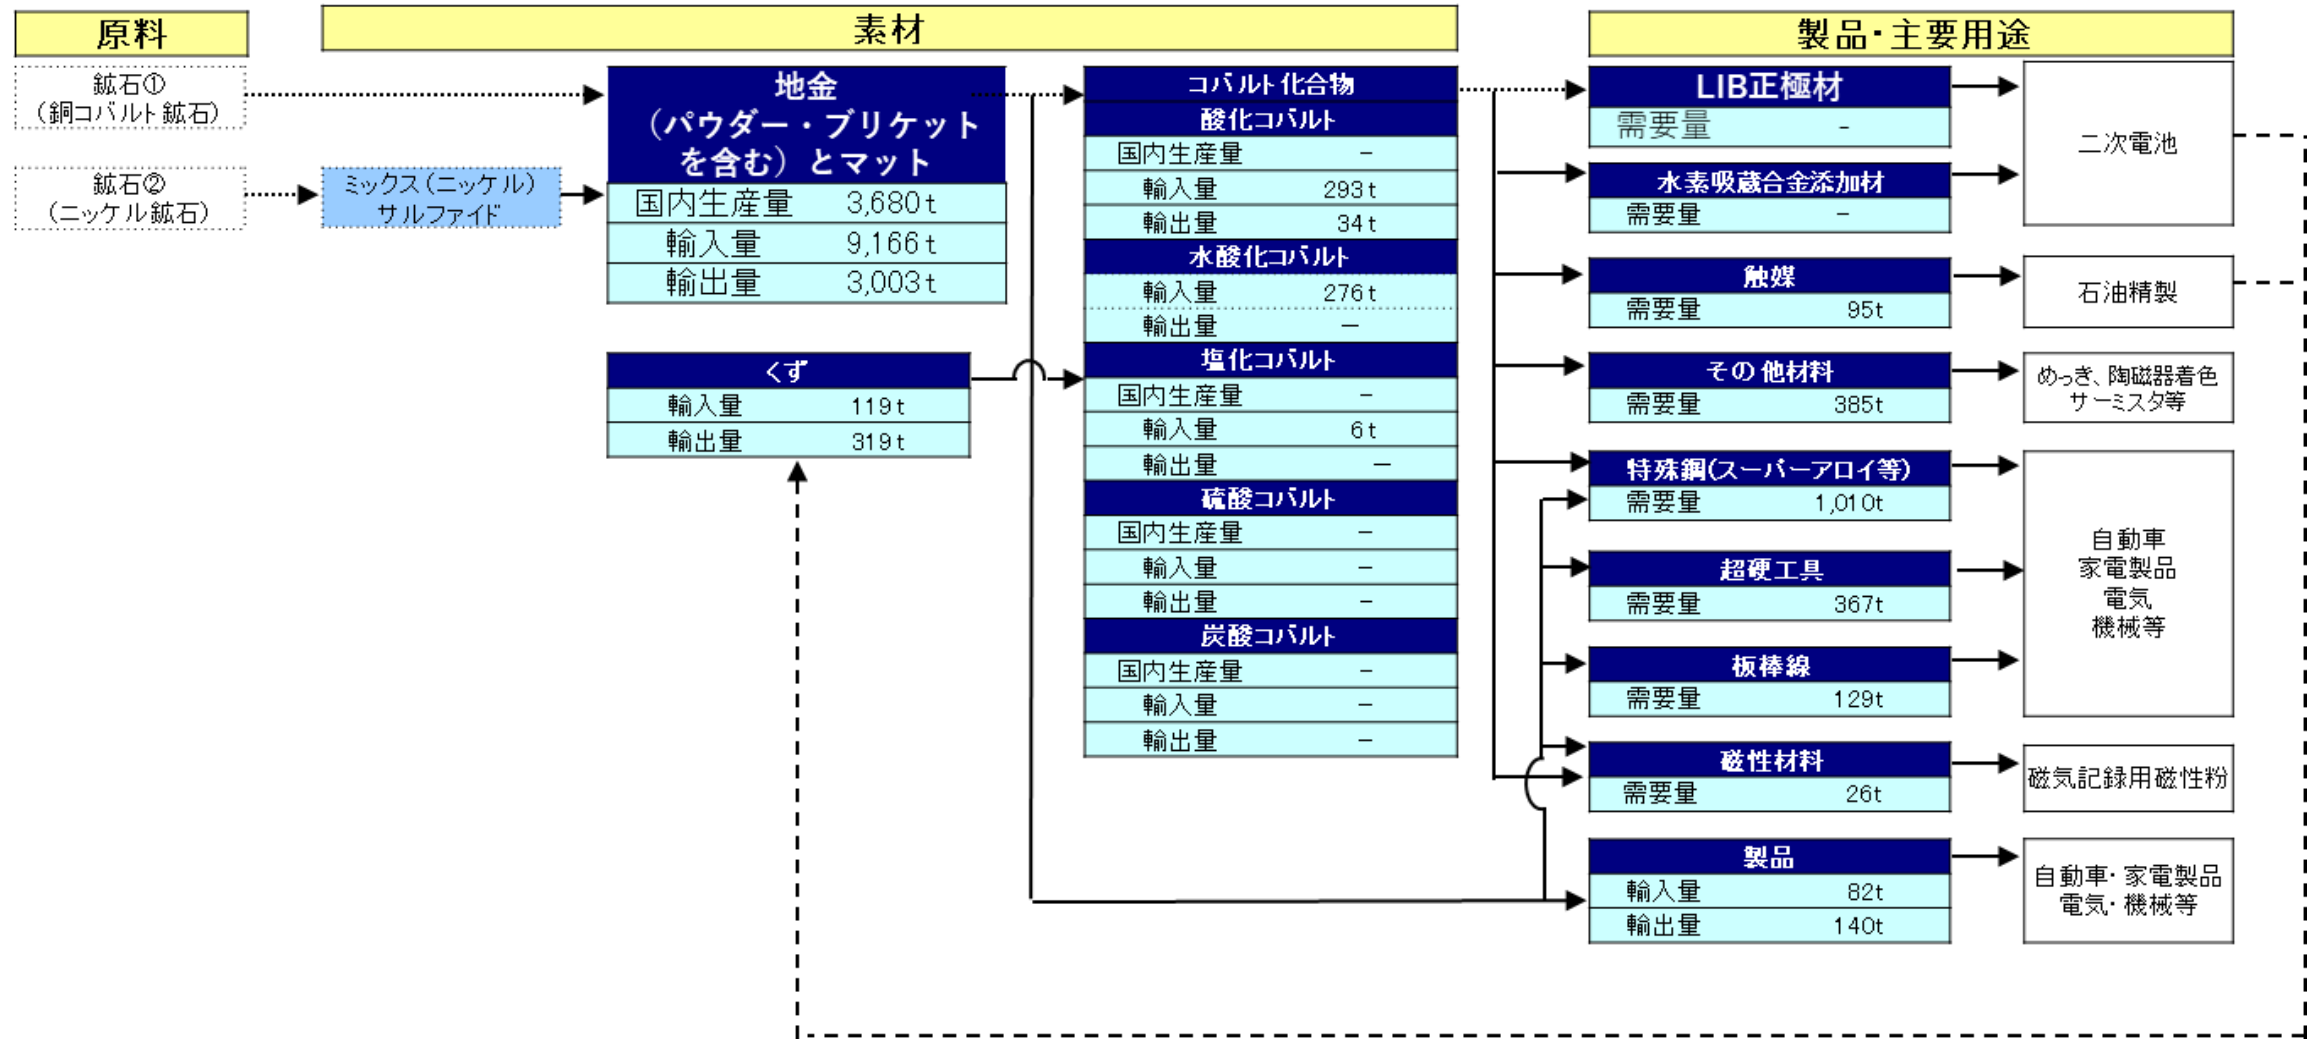 原料
素材
製品・主要用途
鉱石①
(銅コバルト鉱石)
鉱石②
(ニッケル鉱石)
ミックス(ニッケル)
サルファイド
地金
（パウダー・ブリケット
を含む）とマット
国内生産量 3,680t
輸入量 9,166t
輸出量 3,003t
くず
輸入量 119t
輸出量 319t
コバルト化合物
酸化コバルト
国内生産量 −
輸入量 293t
輸出量 34t
水酸化コバルト
輸入量 276t
輸出量 −
塩化コバルト
国内生産量 −
輸入量 6t
輸出量 −
硫酸コバルト
国内生産量 −
輸入量 −
輸出量 −
炭酸コバルト
国内生産量 −
輸入量 −
輸出量 −
LIB正極材
需要量 -
水素吸蔵合金添加材
需要量 −
触媒
需要量 95t
その他材料
需要量 385t
特殊鋼(スーパーアロイ等)
需要量 1,010t
超硬工具
需要量 367t
板棒線
需要量 129t
磁性材料
需要量 26t
製品
輸入量 82t
輸出量 140t
二次電池
石油精製
めっき、陶磁器着色
サーミスタ等
自動車
家電製品
電気
機械等
磁気記録用磁性粉
自動車・家電製品
電気・機械等